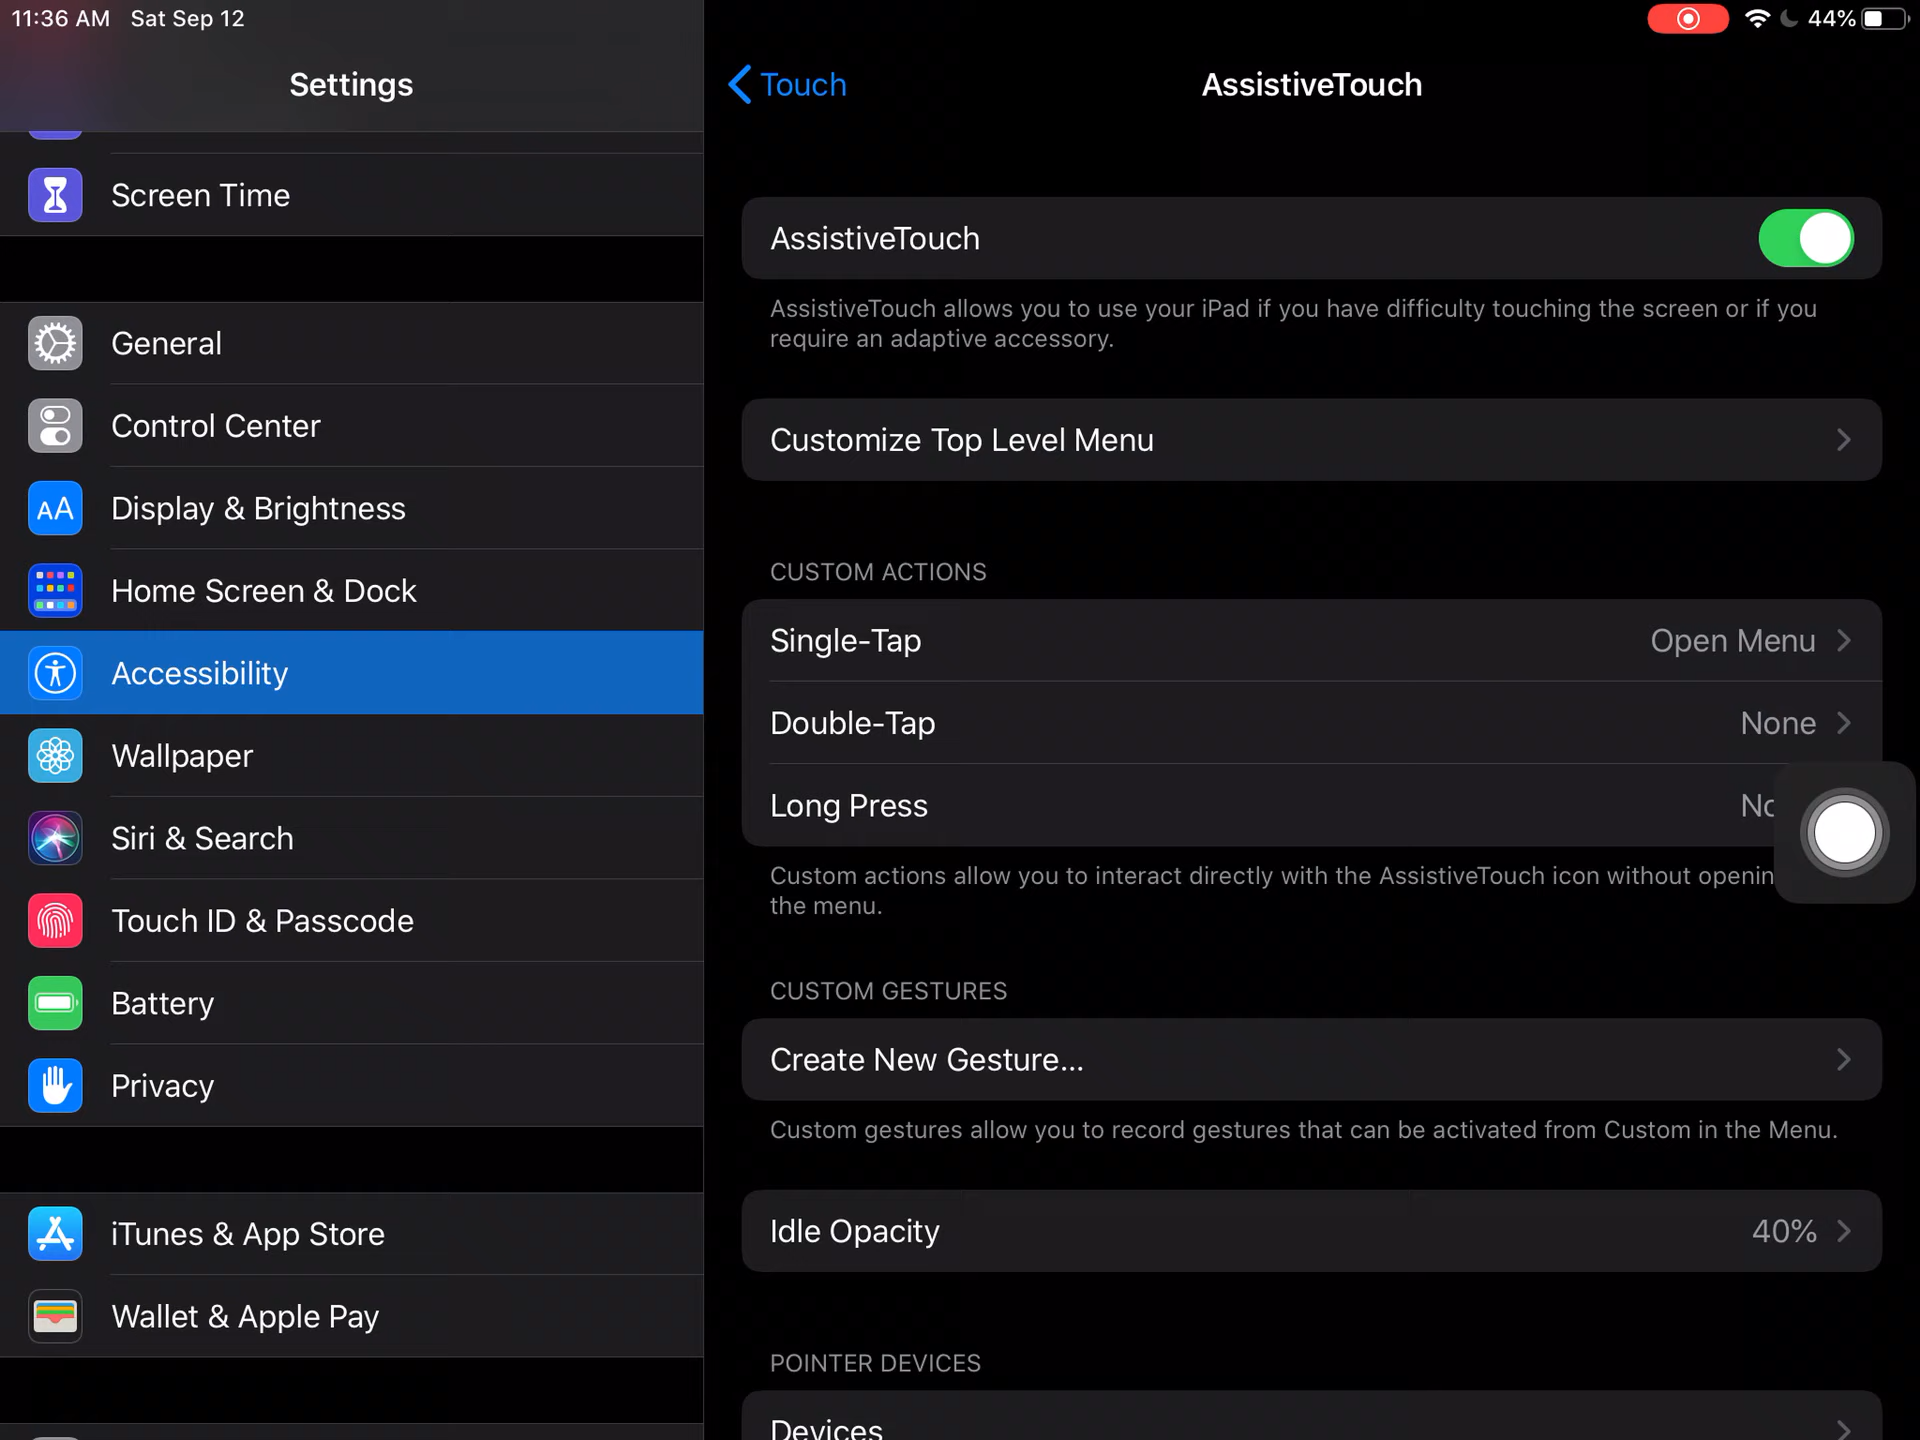 11:36 AM Sat Sep 12
44%
Settings
Screen Time
General
Control Center
AA
Display & Brightness
Home Screen & Dock
Accessibility
Wallpaper
Siri & Search
Touch ID & Passcode
Battery
Privacy
iTunes & App Store
Wallet & Apple Pay
Touch
AssistiveTouch
AssistiveTouch
AssistiveTouch allows you to use your iPad if you have difficulty touching the screen or if you
require an adaptive accessory.
Customize Top Level Menu
CUSTOM ACTIONS
Single-Tap Open Menu
Double-Tap None
Long Press
Custom actions allow you to interact directly with the AssistiveTouch icon without
the menu.
CUSTOM GESTURES
Create New Gesture...
Custom gestures allow you to record gestures that can be activated from Custom in the Menu.
Idle Opacity 40%
POINTER DEVICES
Devices